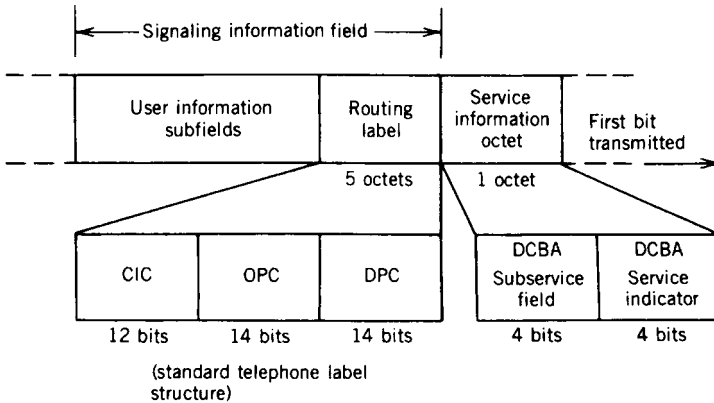 Signaling information field
User information
subfields
Routing
label
Service
information
octet
First bit
transmitted
5 octets
1 octet
CIC
OPC
DPC
DCBA
Subservice
field
DCBA
Service
indicator
12 bits
14 bits
14 bits
4 bits
4 bits
(standard telephone label
structure)